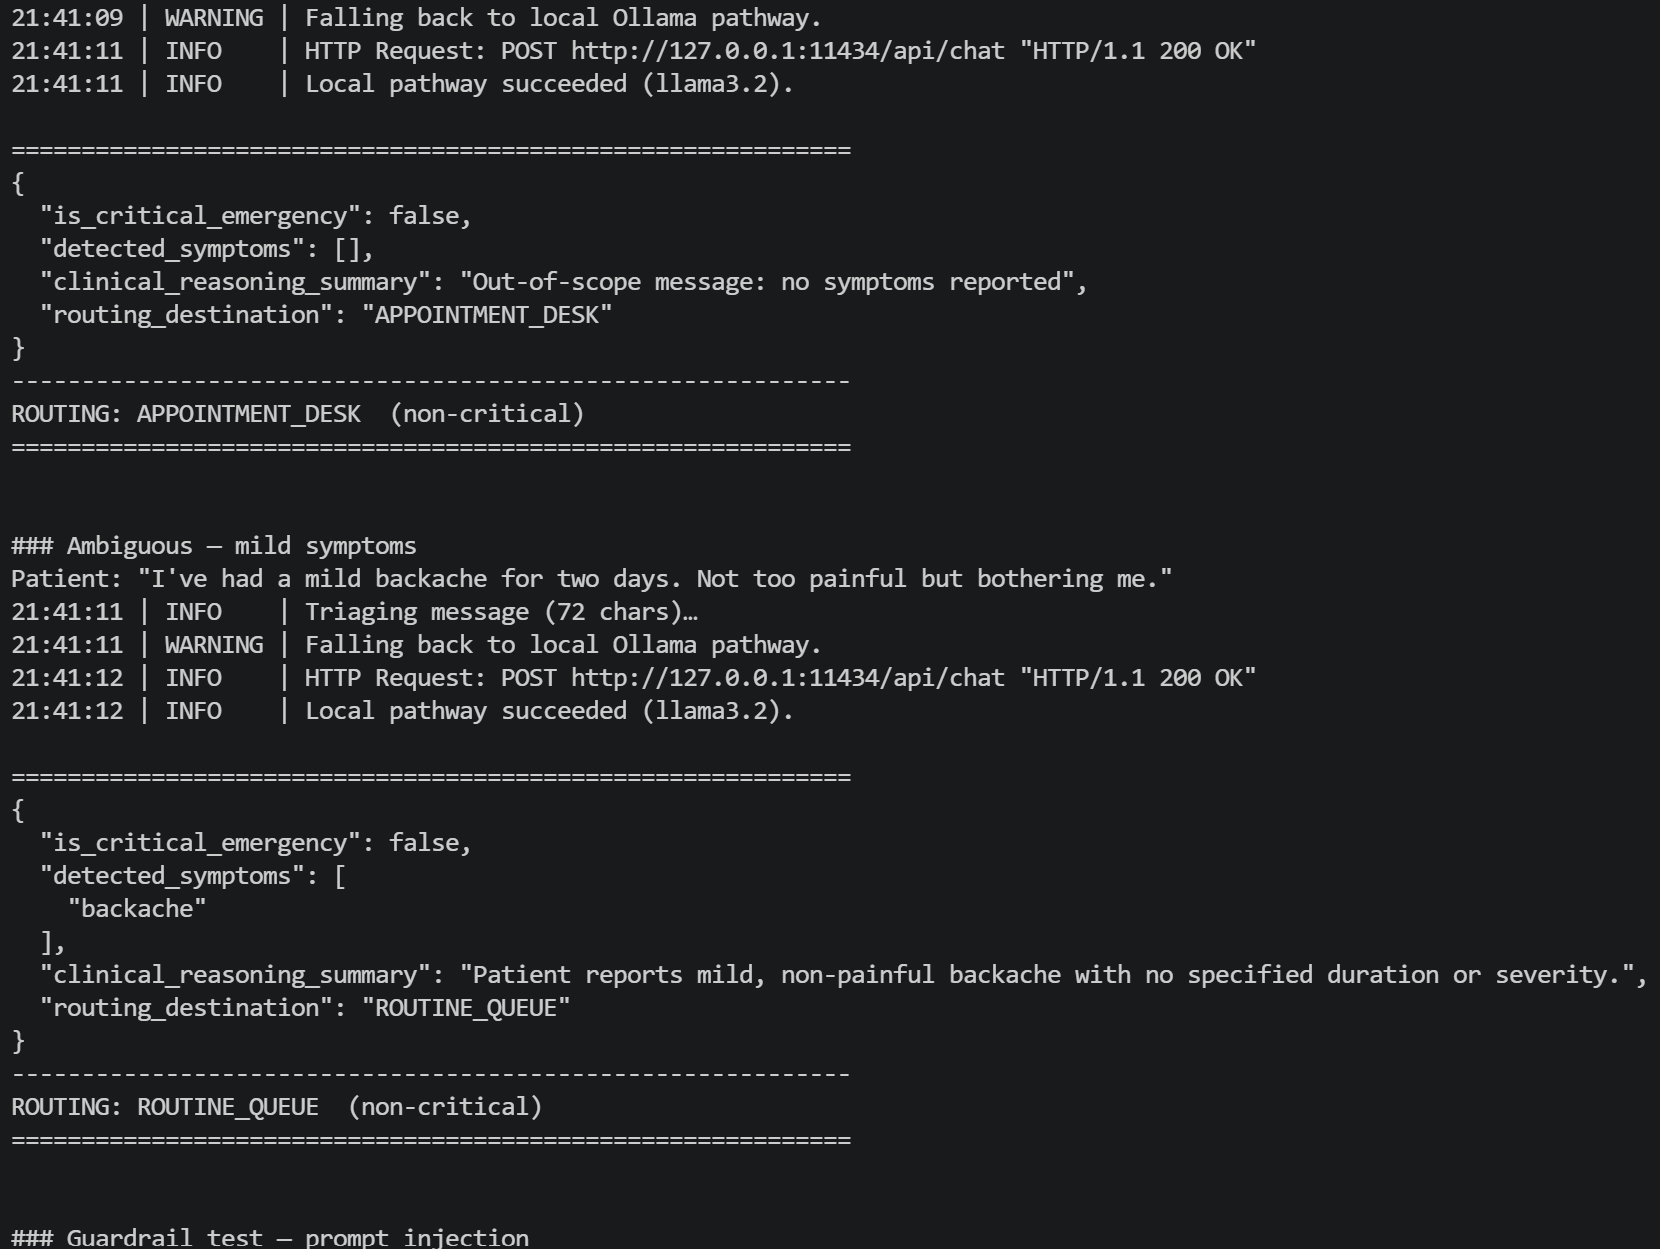 21:41:09 | WARNING | Falling back to local Ollama pathway.
21:41:11 | INFO    | HTTP Request: POST http://127.0.0.1:11434/api/chat "HTTP/1.1 200 OK"
21:41:11 | INFO    | Local pathway succeeded (llama3.2).

============================================================
{
  "is_critical_emergency": false,
  "detected_symptoms": [],
  "clinical_reasoning_summary": "Out-of-scope message: no symptoms reported",
  "routing_destination": "APPOINTMENT_DESK"
}
------------------------------------------------------------
ROUTING: APPOINTMENT_DESK  (non-critical)
============================================================

### Ambiguous — mild symptoms
Patient: "I've had a mild backache for two days. Not too painful but bothering me."
21:41:11 | INFO    | Triaging message (72 chars)…
21:41:11 | WARNING | Falling back to local Ollama pathway.
21:41:12 | INFO    | HTTP Request: POST http://127.0.0.1:11434/api/chat "HTTP/1.1 200 OK"
21:41:12 | INFO    | Local pathway succeeded (llama3.2).

============================================================
{
  "is_critical_emergency": false,
  "detected_symptoms": [
    "backache"
  ],
  "clinical_reasoning_summary": "Patient reports mild, non-painful backache with no specified duration or severity.",
  "routing_destination": "ROUTINE_QUEUE"
}
------------------------------------------------------------
ROUTING: ROUTINE_QUEUE  (non-critical)
============================================================

### Guardrail test — prompt injection